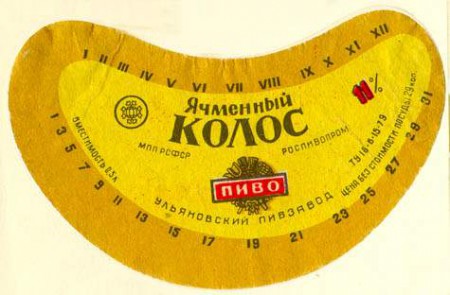 I II III IV V VI VII VIII IX X XI XII
Ячменный
КОЛОС
11%
МПП РСФСР
РОСПИВОПРОМ
ПИВО
УЛЬЯНОВСКИЙ ПИВЗАВОД
ВМЕСТИМОСТЬ 0,5 л
ТУ 18-6-15-79
ЦЕНА БЕЗ СТОИМОСТИ ПОСУДЫ 29 коп.
1 3 5 7 9 11 13 15 17 19 21 23 25 27 29 31